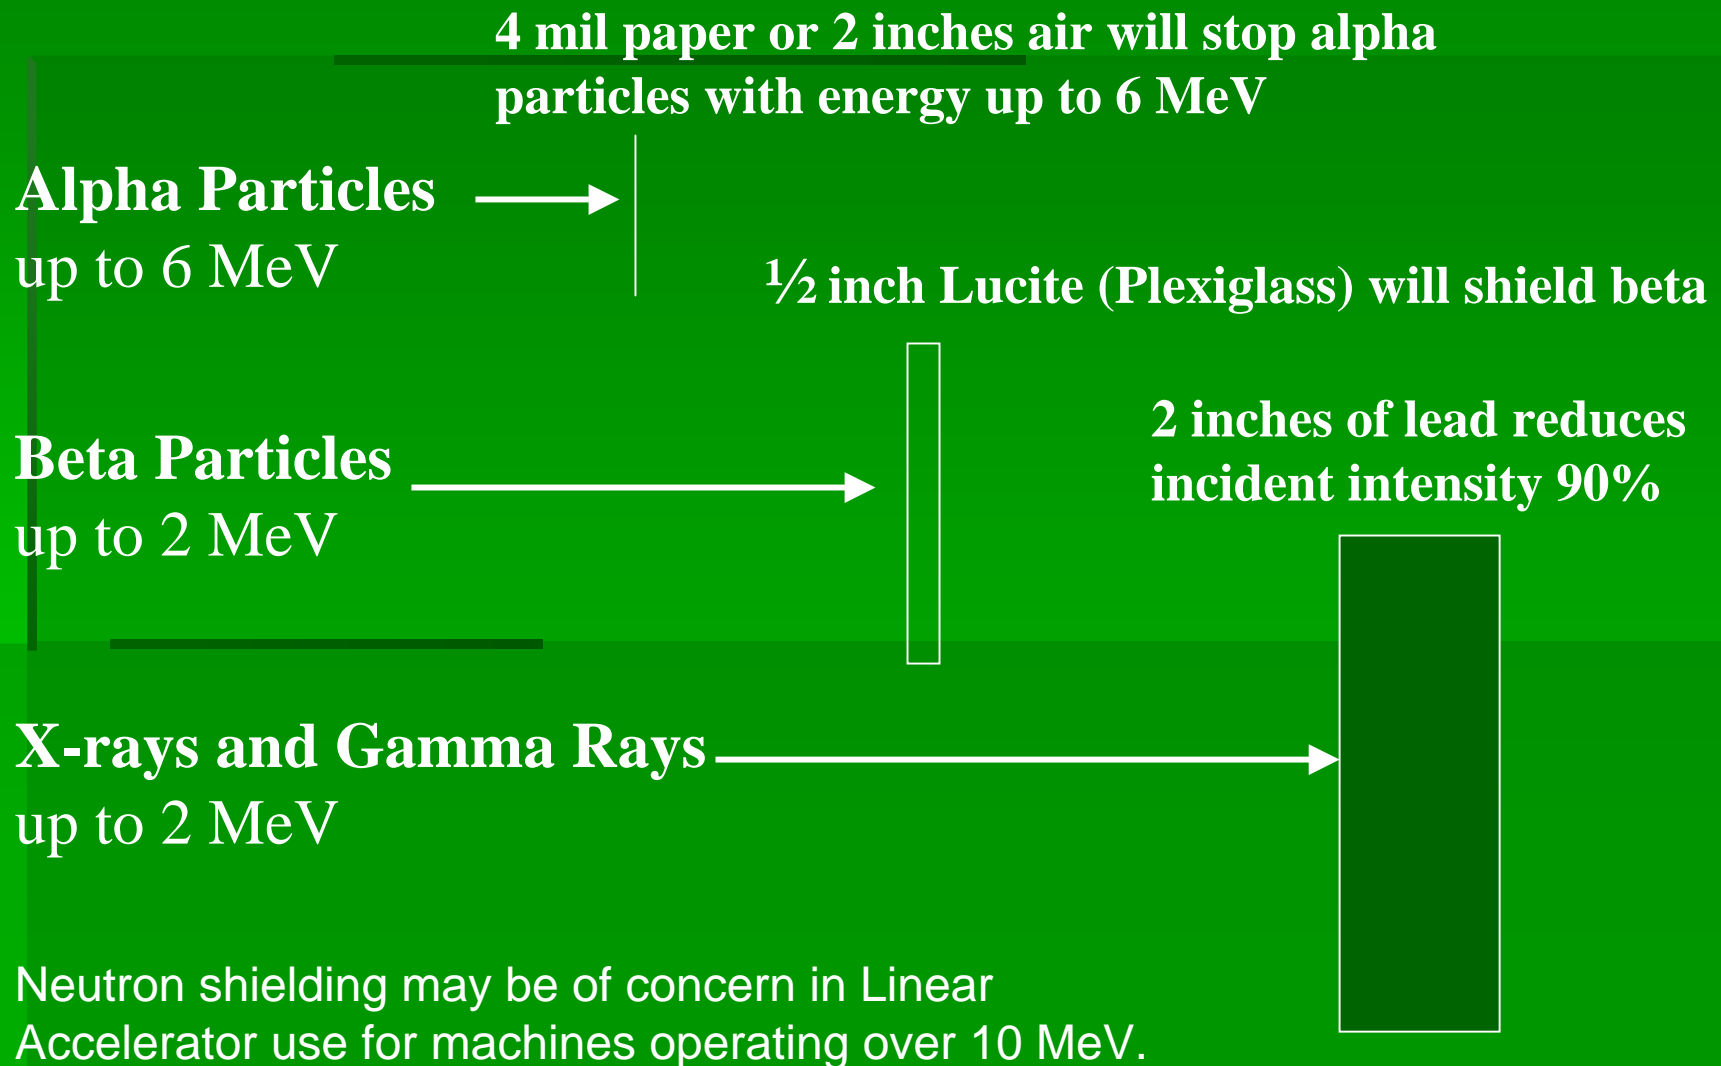 4 mil paper or 2 inches air will stop alpha
particles with energy up to 6 MeV
Alpha Particles
up to 6 MeV
½ inch Lucite (Plexiglass) will shield beta
2 inches of lead reduces
incident intensity 90%
Beta Particles
up to 2 MeV
X-rays and Gamma Rays
up to 2 MeV
Neutron shielding may be of concern in Linear
Accelerator use for machines operating over 10 MeV.